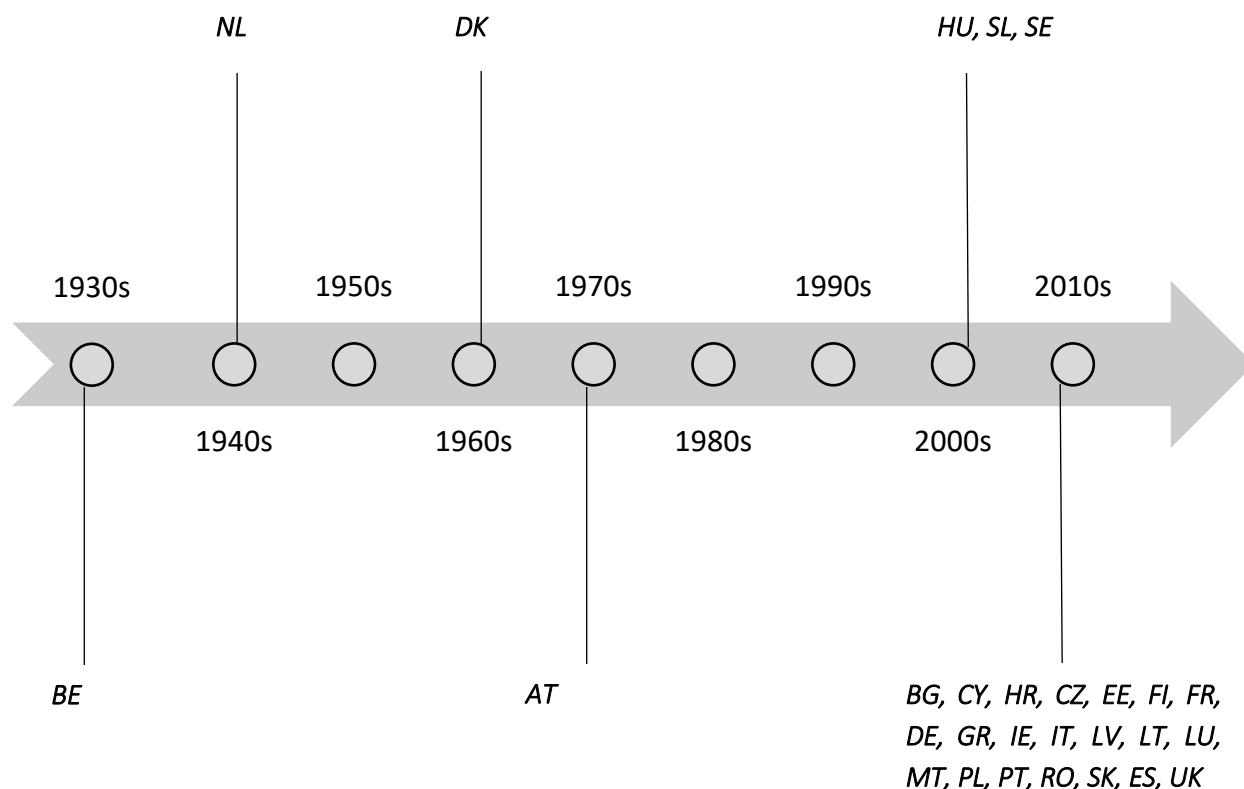 NL DK HU, SL, SE
1930s 1950s 1970s 1990s 2010s
1940s 1960s 1980s 2000s
BE AT BG, CY, HR, CZ, EE, FI, FR,
DE, GR, IE, IT, LV, LT, LU,
MT, PL, PT, RO, SK, ES, UK